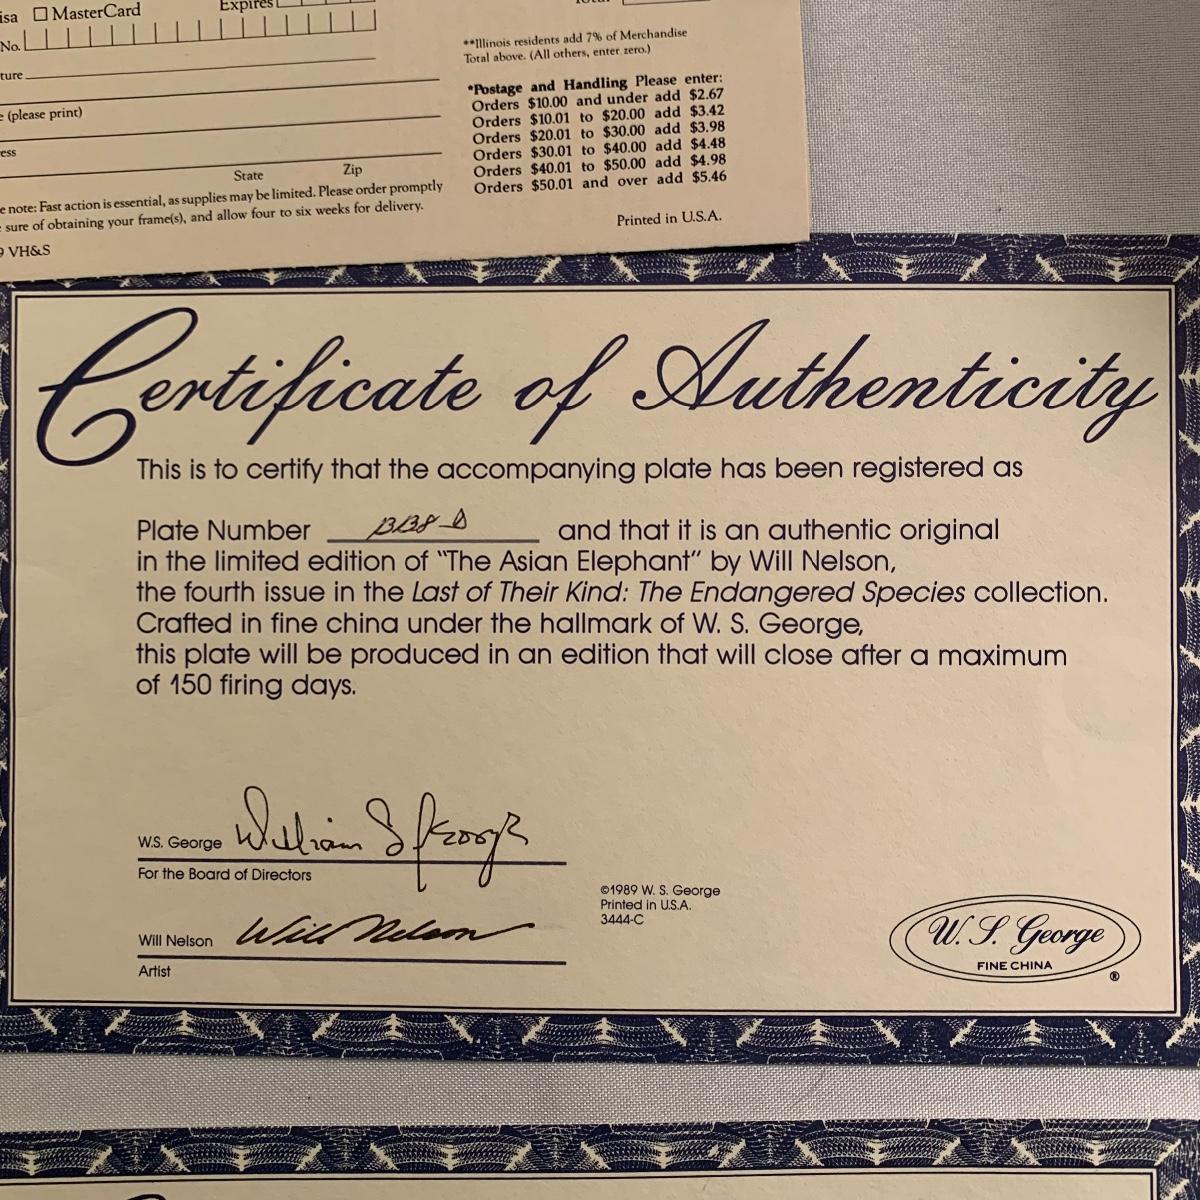 isa ☐ MasterCard Expires
No.
ture
**Illinois residents add 7% of Merchandise
Total above. (All others, enter zero.)
e (please print)
ess
State Zip
e note: Fast action is essential, as supplies may be limited. Please order promptly
sure of obtaining your frame(s), and allow four to six weeks for delivery.
9 VH&S
*Postage and Handling Please enter:
Orders $10.00 and under add $2.67
Orders $10.01 to $20.00 add $3.42
Orders $20.01 to $30.00 add $3.98
Orders $30.01 to $40.00 add $4.48
Orders $40.01 to $50.00 add $4.98
Orders $50.01 and over add $5.46
Printed in U.S.A.
Certificate of Authenticity
This is to certify that the accompanying plate has been registered as
Plate Number and that it is an authentic original
in the limited edition of "The Asian Elephant" by Will Nelson,
the fourth issue in the Last of Their Kind: The Endangered Species collection.
Crafted in fine china under the hallmark of W. S. George,
this plate will be produced in an edition that will close after a maximum
of 150 firing days.
W.S. George William S George
For the Board of Directors
Will Nelson Will Nelson
Artist
©1989 W. S. George
Printed in U.S.A.
3444-C
W. S. George
FINE CHINA
®